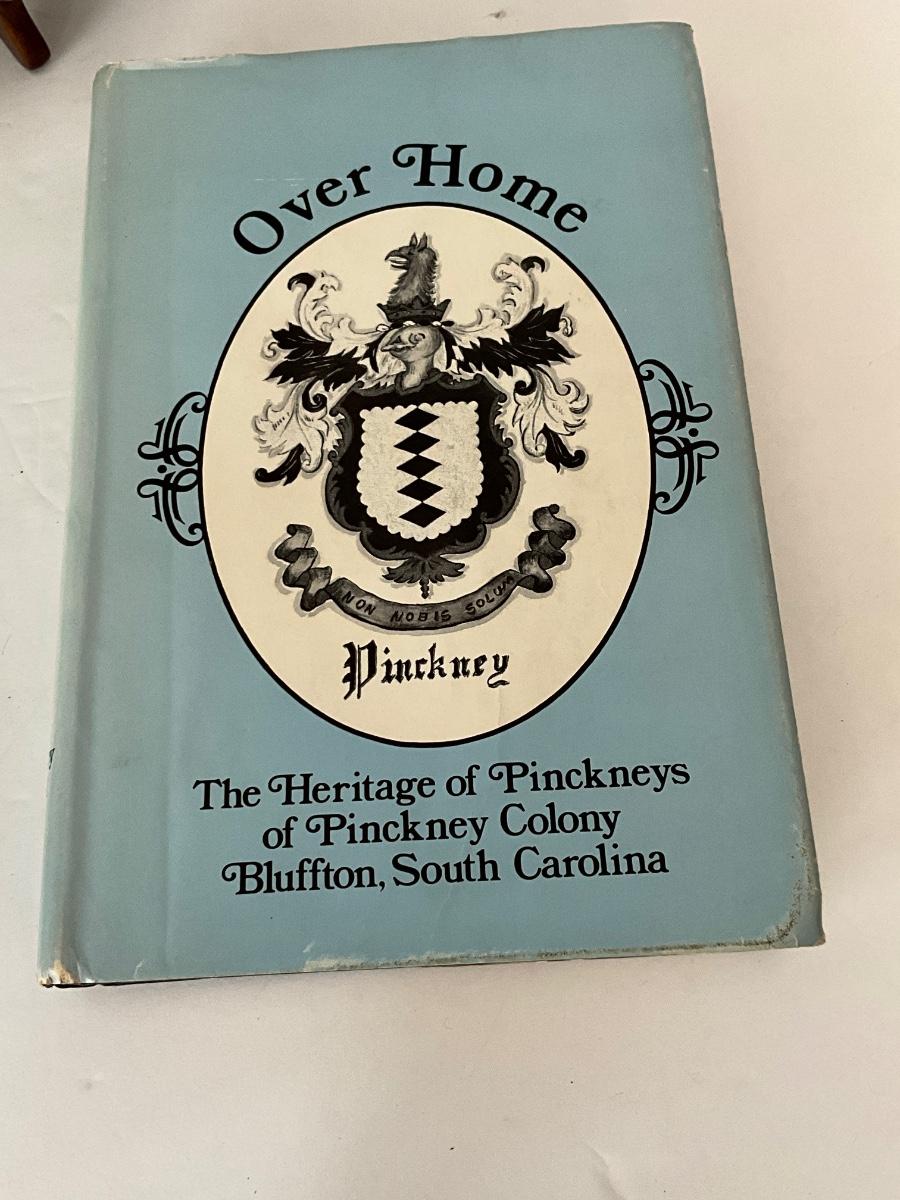 Over Home
NON NOBIS SOLUM
Pinckney
The Heritage of Pinckneys
of Pinckney Colony
Bluffton, South Carolina